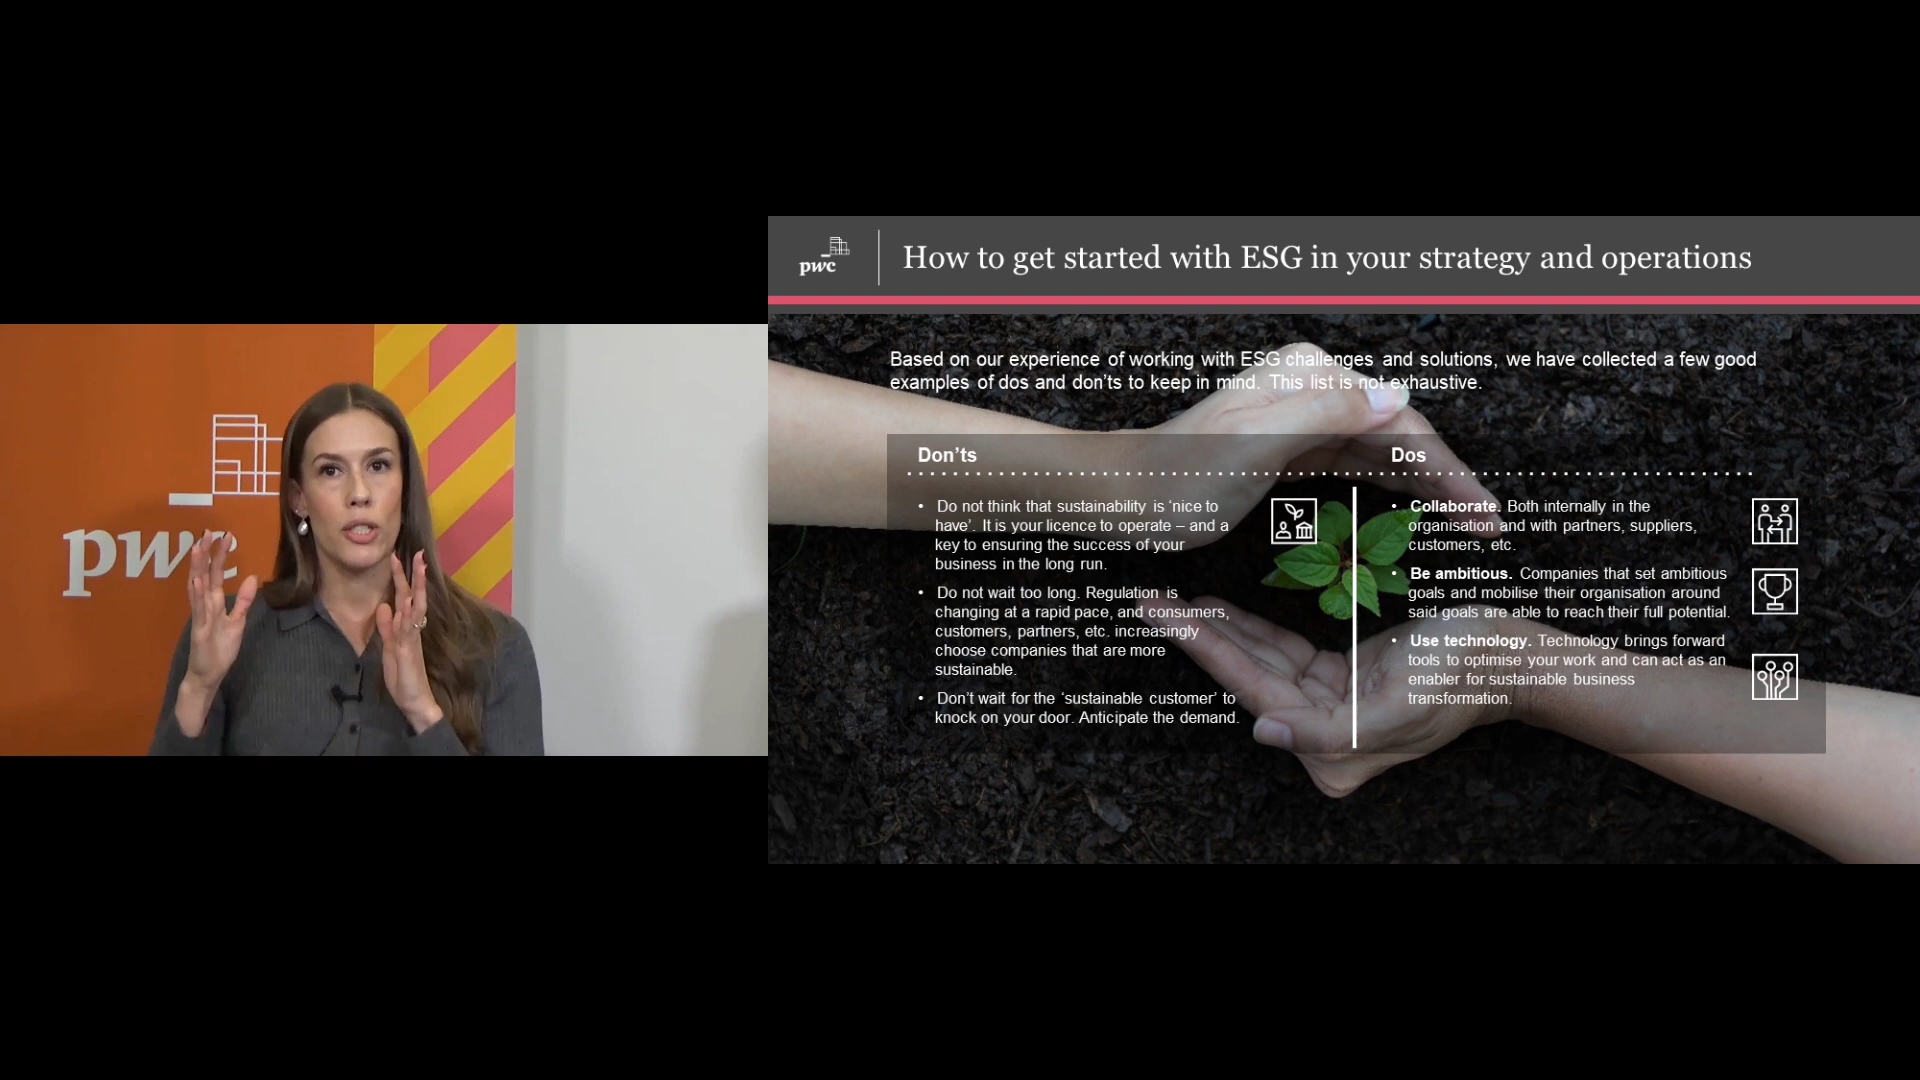 pwc
pwc
How to get started with ESG in your strategy and operations
Based on our experience of working with ESG challenges and solutions, we have collected a few good
examples of dos and don’ts to keep in mind. This list is not exhaustive.
Don’ts
• Do not think that sustainability is ‘nice to
have’. It is your licence to operate – and a
key to ensuring the success of your
business in the long run.
• Do not wait too long. Regulation is
changing at a rapid pace, and consumers,
customers, partners, etc. increasingly
choose companies that are more
sustainable.
• Don’t wait for the ‘sustainable customer’ to
knock on your door. Anticipate the demand.
Dos
• Collaborate. Both internally in the
organisation and with partners, suppliers,
customers, etc.
• Be ambitious. Companies that set ambitious
goals and mobilise their organisation around
said goals are able to reach their full potential.
• Use technology. Technology brings forward
tools to optimise your work and can act as an
enabler for sustainable business
transformation.